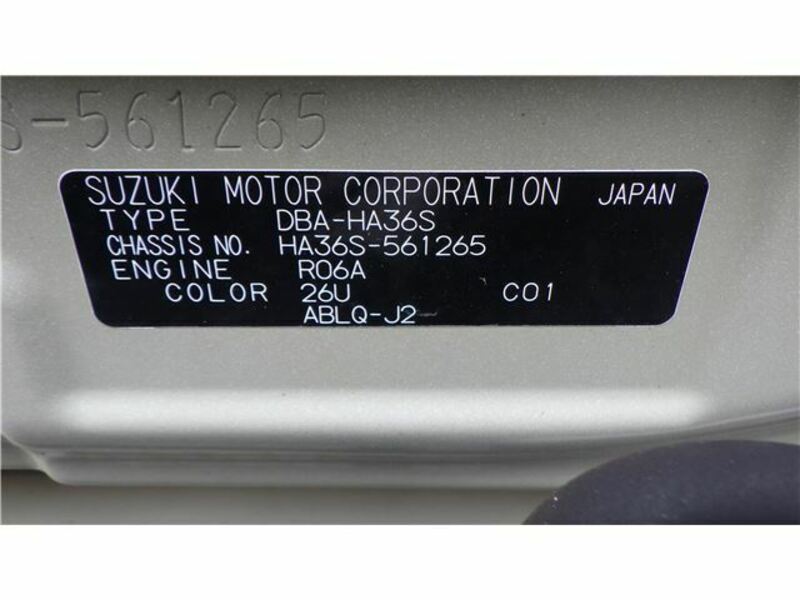 S-561265
SUZUKI MOTOR CORPORATION JAPAN
TYPE DBA-HA36S
CHASSIS NO. HA36S-561265
ENGINE R06A
COLOR 26U C01
ABLQ-J2